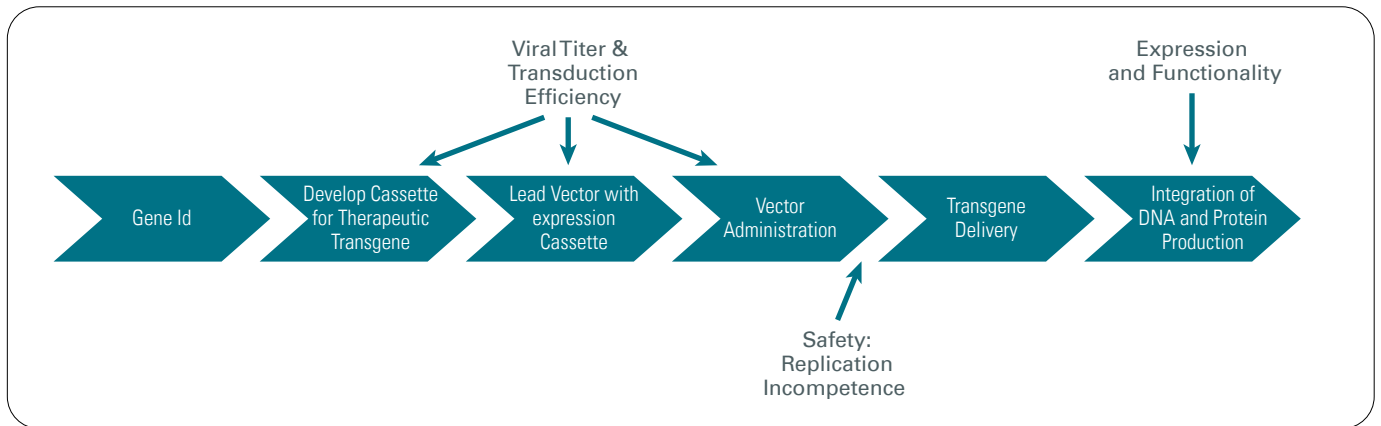 Viral Titer &
Transduction
Efficiency
Expression
and Functionality
Gene Id
Develop Cassette
for Therapeutic
Transgene
Lead Vector with
expression
Cassette
Vector
Administration
Transgene
Delivery
Integration of
DNA and Protein
Production
Safety:
Replication
Incompetence